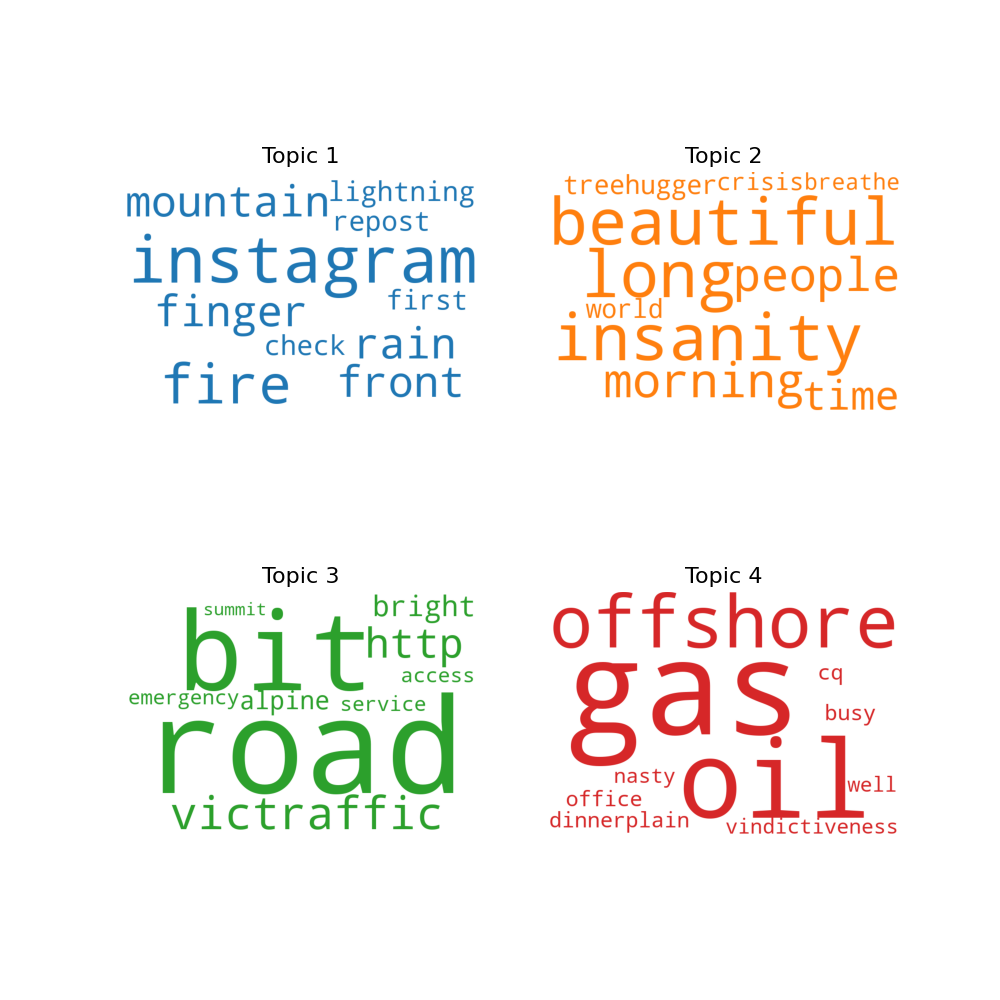 Topic 1
mountain lightning
repost
instagram
finger first
check rain
fire front
Topic 2
treehugger crisis breathe
beautiful
long people
world
insanity
morning time
Topic 3
summit bright
bit http
access
emergency alpine service
road
victraffic
Topic 4
offshore
gas cq
busy
oil
nasty well
office
dinnerplain vindictiveness